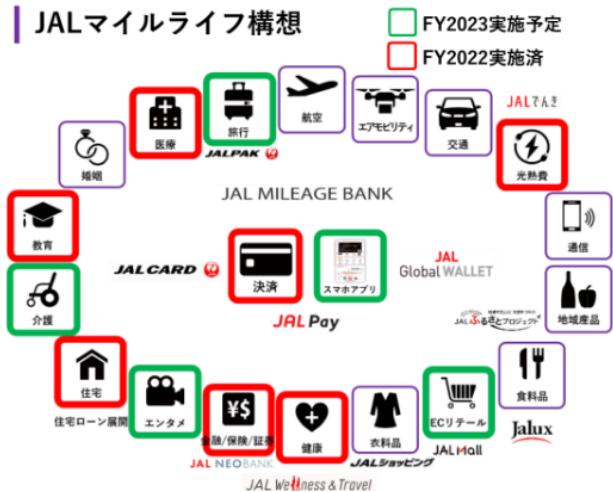 JALマイルライフ構想
FY2023実施予定
FY2022実施済
医療
旅行
JALPAK
航空
エアモビリティ
交通
JALでんき
光熱費
婚姻
JAL MILEAGE BANK
教育
通信
JAL CARD
決済
JAL Pay
スマホアプリ
JAL
Global WALLET
介護
地域産品
JALふるさとプロジェクト
住宅
住宅ローン展開
エンタメ
¥$
金融/保険/証券
JAL NEOBANK
健康
JAL Wellness & Travel
衣料品
JALショッピング
ECリテール
JAL Mall
食料品
Jalux